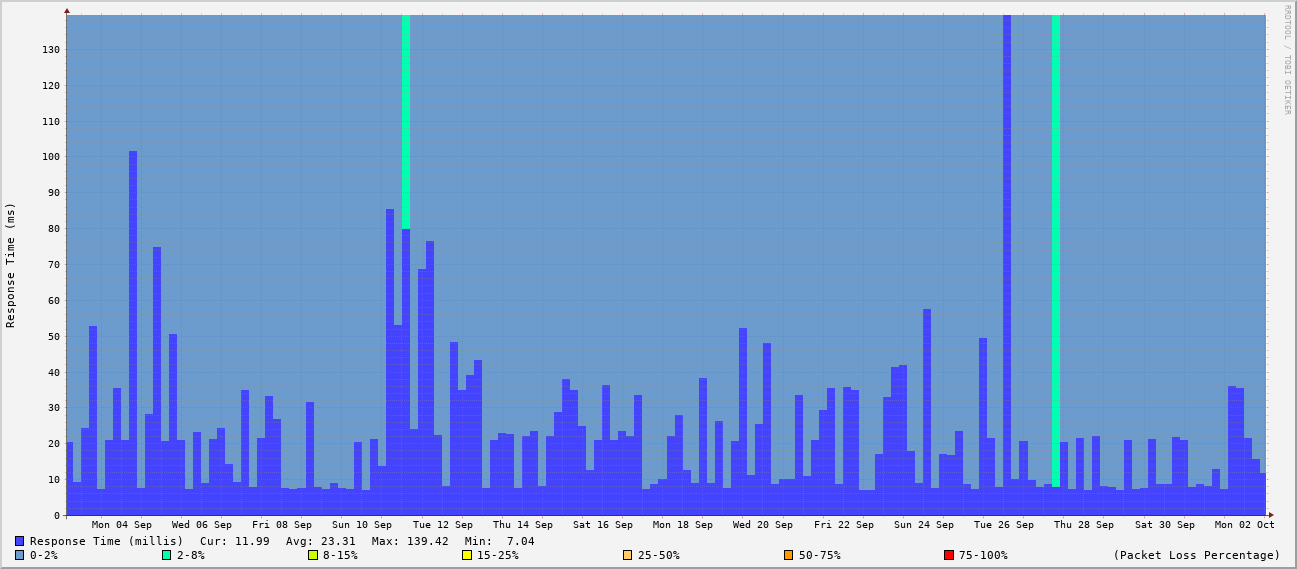 RRDTOOL / TOBI OETIKER
Response Time (ms)
130
120
110
100
90
80
70
60
50
40
30
20
10
0
Mon 04 Sep Wed 06 Sep Fri 08 Sep Sun 10 Sep Tue 12 Sep Thu 14 Sep Sat 16 Sep Mon 18 Sep Wed 20 Sep Fri 22 Sep Sun 24 Sep Tue 26 Sep Thu 28 Sep Sat 30 Sep Mon 02 Oct
Response Time (millis) Cur: 11.99 Avg: 23.31 Max: 139.42 Min: 7.04
0-2% 2-8% 8-15% 15-25% 25-50% 50-75% 75-100% (Packet Loss Percentage)